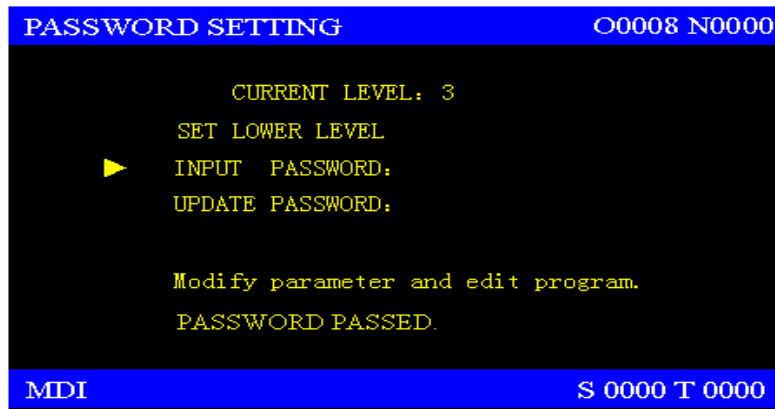 PASSWORD SETTING O0008 N0000
CURRENT LEVEL: 3
SET LOWER LEVEL
INPUT PASSWORD:
UPDATE PASSWORD:
Modify parameter and edit program.
PASSWORD PASSED.
MDI S 0000 T 0000